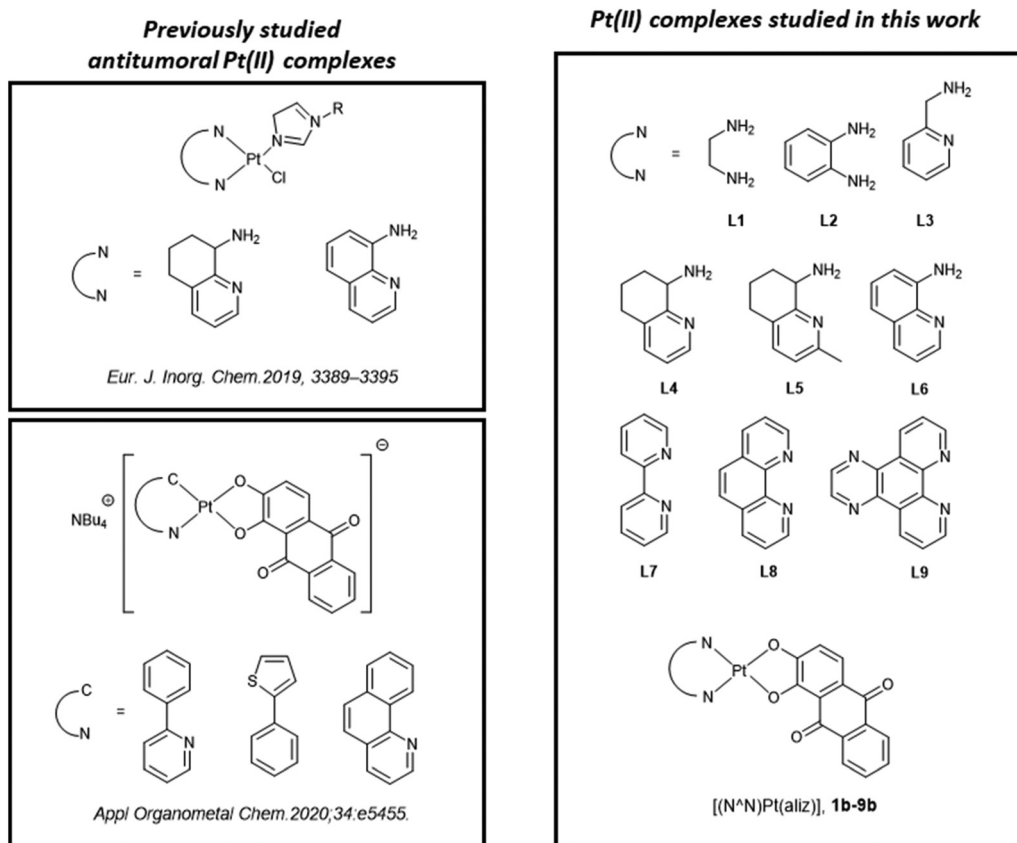 Previously studied
antitumoral Pt(II) complexes
N
N
Pt
Cl
N
N
R
N
N
=
NH2
N
NH2
N
Eur. J. Inorg. Chem.2019, 3389–3395
NBu4
⊕
⊖
C
N
Pt
O
O
O
O
C
N
=
N
S
N
Appl Organometal Chem.2020;34:e5455.
Pt(II) complexes studied in this work
N
N
=
NH2
NH2
L1
NH2
NH2
L2
NH2
N
L3
NH2
N
L4
NH2
N
L5
NH2
N
L6
N
N
L7
N
N
L8
N
N
N
N
L9
N
N
Pt
O
O
O
O
[(N^N)Pt(aliz)], 1b-9b